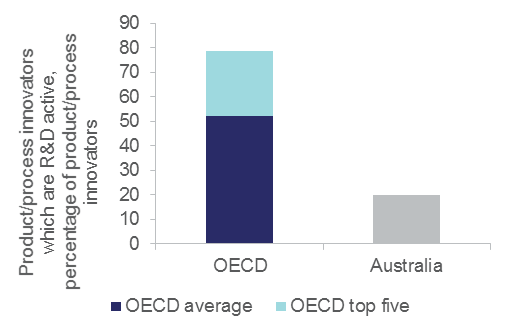 Product/process innovators
which are R&D active,
percentage of product/process
innovators
90
80
70
60
50
40
30
20
10
0
OECD
Australia
OECD average
OECD top five